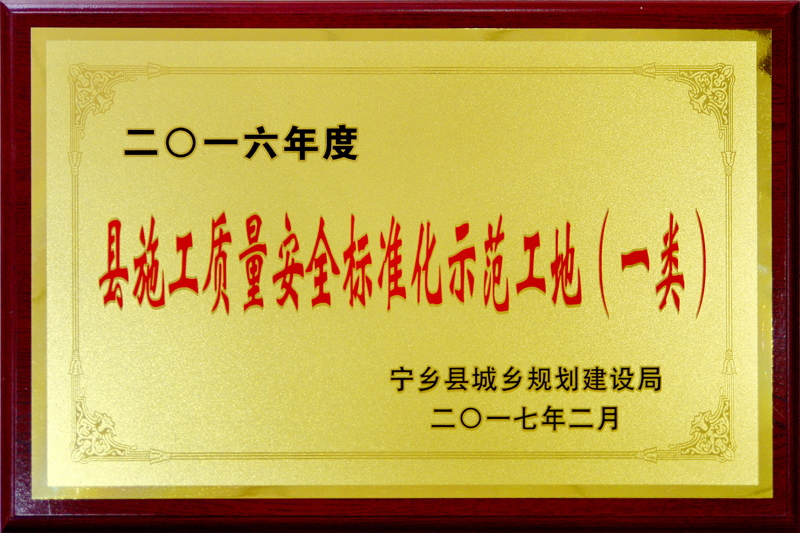 二〇一六年度
县施工质量安全标准化示范工地（一类）
宁乡县城乡规划建设局
二〇一七年二月